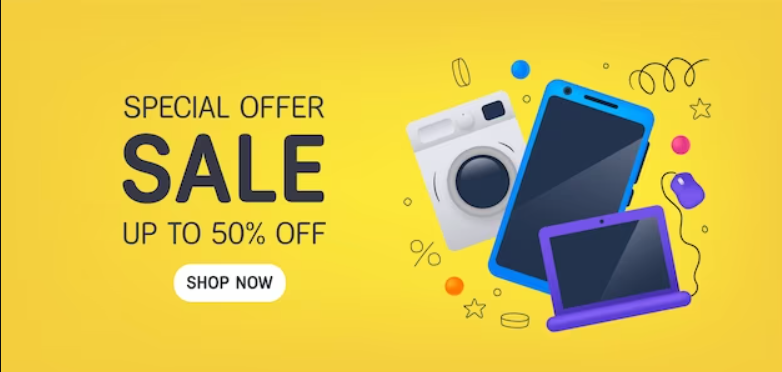 SPECIAL OFFER
SALE
UP TO 50% OFF
SHOP NOW
%